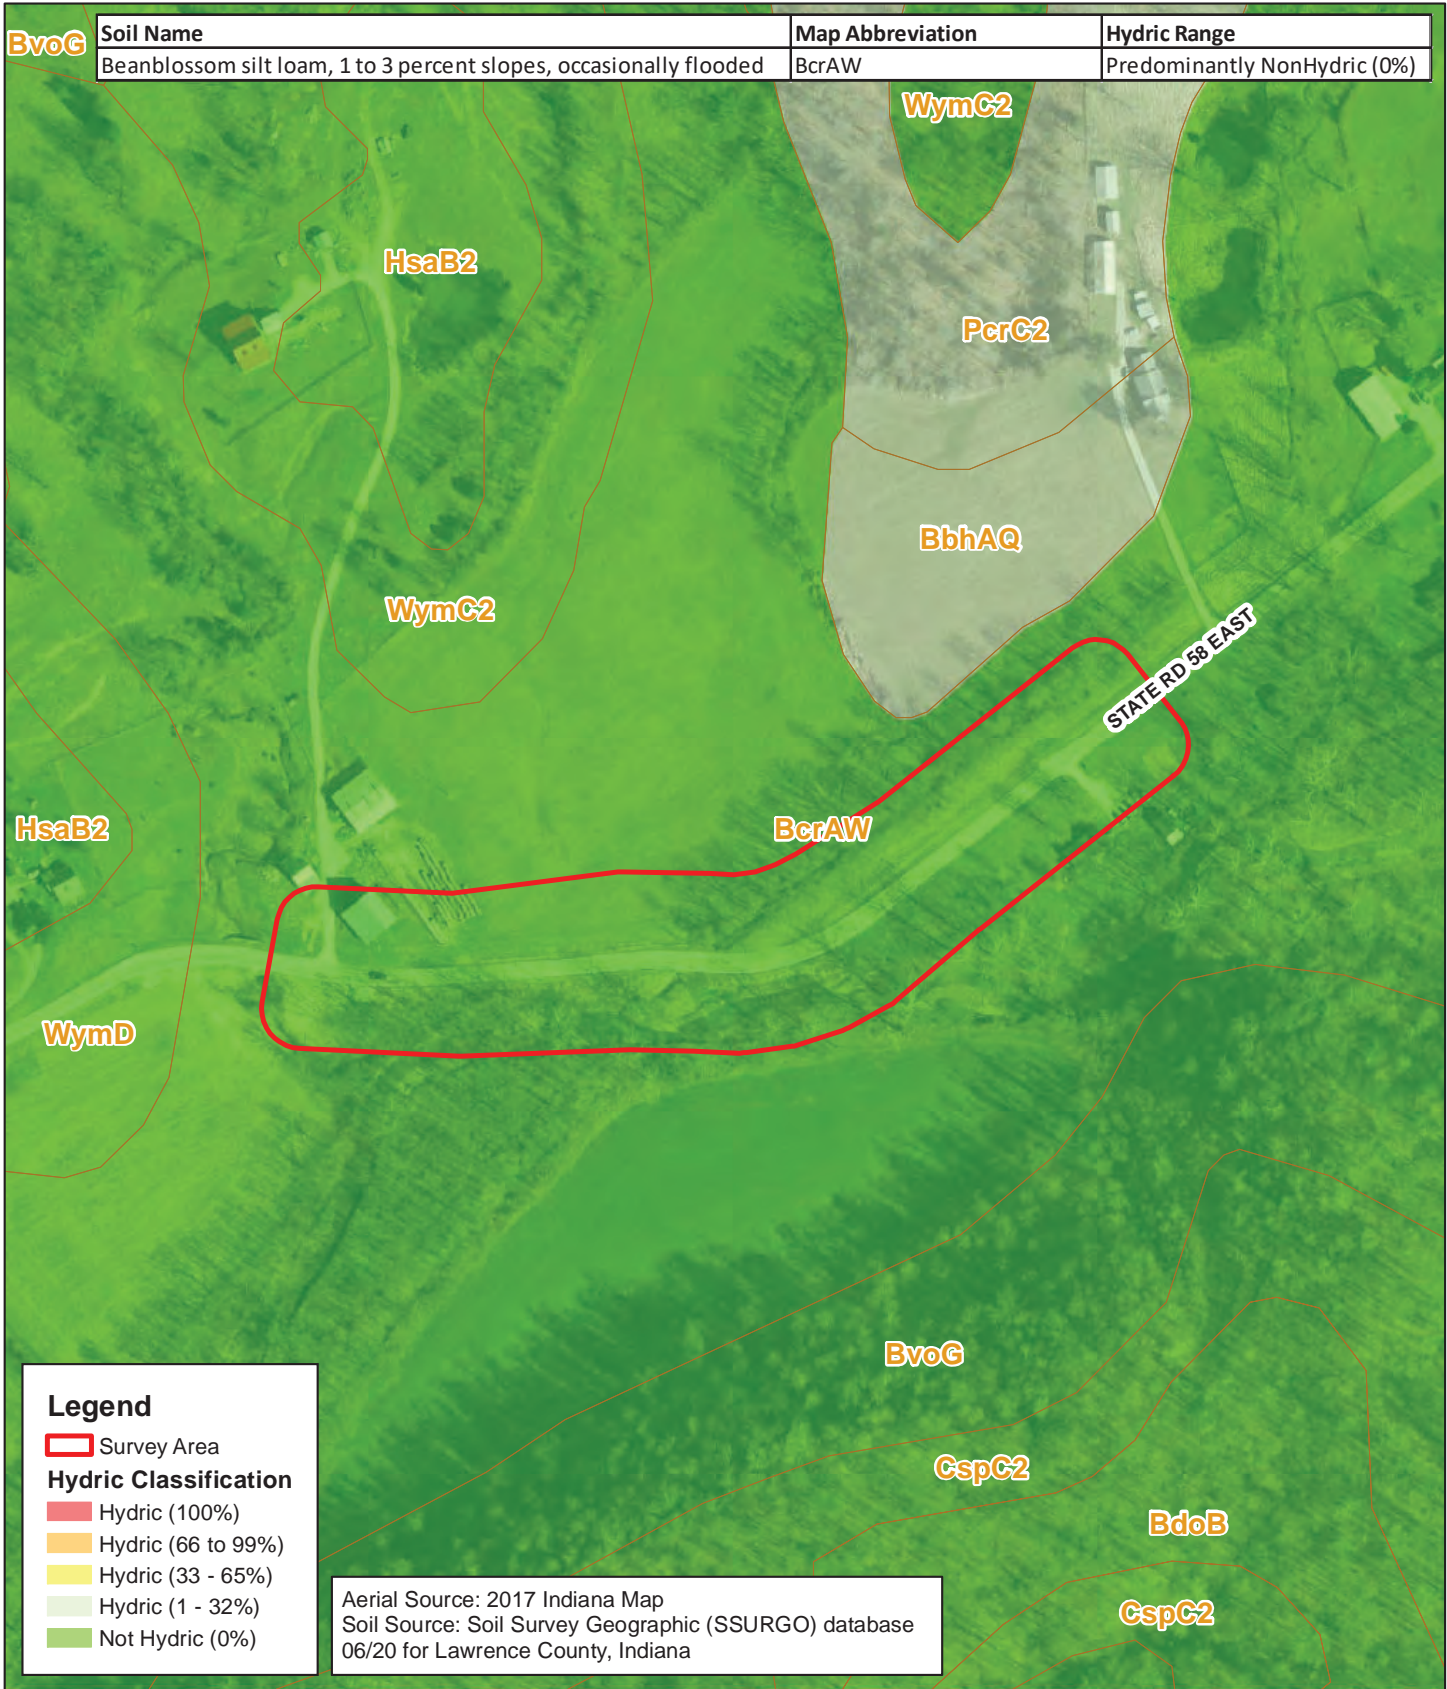 BvoG
Soil Name Map Abbreviation Hydric Range
Beanblossom silt loam, 1 to 3 percent slopes, occasionally flooded BcrAW Predominantly NonHydric (0%)
WymC2
HsaB2
PcrC2
BbhAQ
WymC2
STATE RD 58 EAST
HsaB2
BcrAW
WymD
BvoG
CspC2
BdoB
CspC2
Legend
Survey Area
Hydric Classification
Hydric (100%)
Hydric (66 to 99%)
Hydric (33 - 65%)
Hydric (1 - 32%)
Not Hydric (0%)
Aerial Source: 2017 Indiana Map
Soil Source: Soil Survey Geographic (SSURGO) database
06/20 for Lawrence County, Indiana